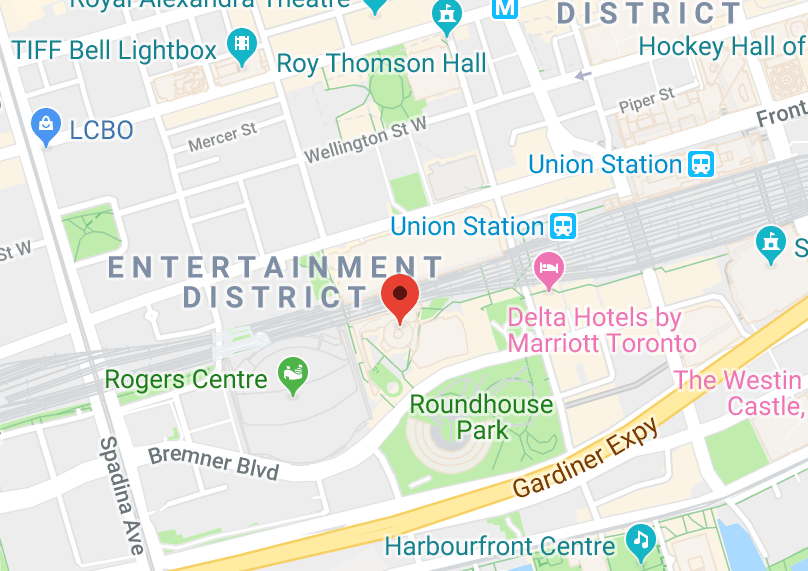 Royal Alexandra Theatre
M
DISTRICT
TIFF Bell Lightbox
Roy Thomson Hall
Hockey Hall of
Piper St
LCBO
Mercer St
Wellington St W
Front
Union Station
Union Station
St W
S
ENTERTAINMENT
DISTRICT
Delta Hotels by
Marriott Toronto
Rogers Centre
The Westin
Castle,
Roundhouse
Park
Bremner Blvd
Spadina Ave
Gardiner Expy
Harbourfront Centre